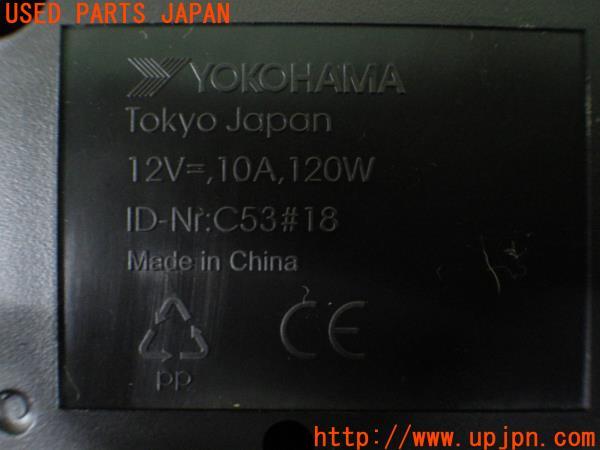 USED PARTS JAPAN
YOKOHAMA
Tokyo Japan
12V⎓,10A,120W
ID-Nr:C53#18
Made in China
CE
pp
http://www.upjpn.com